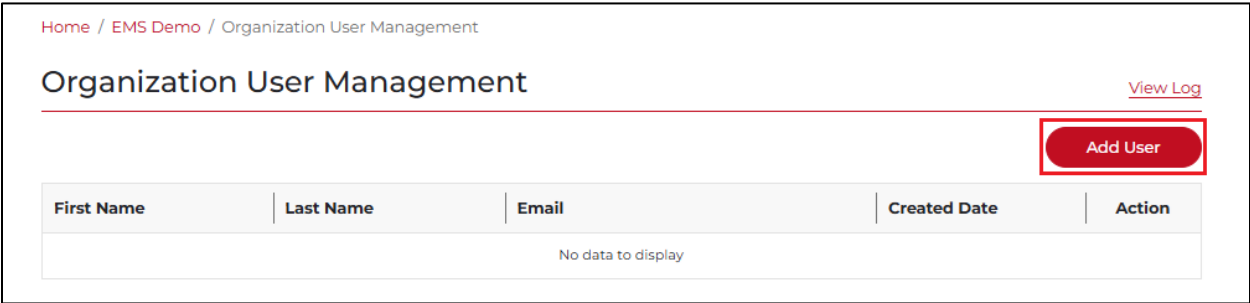 Home / EMS Demo / Organization User Management
Organization User Management
View Log
Add User
First Name Last Name Email Created Date Action
No data to display